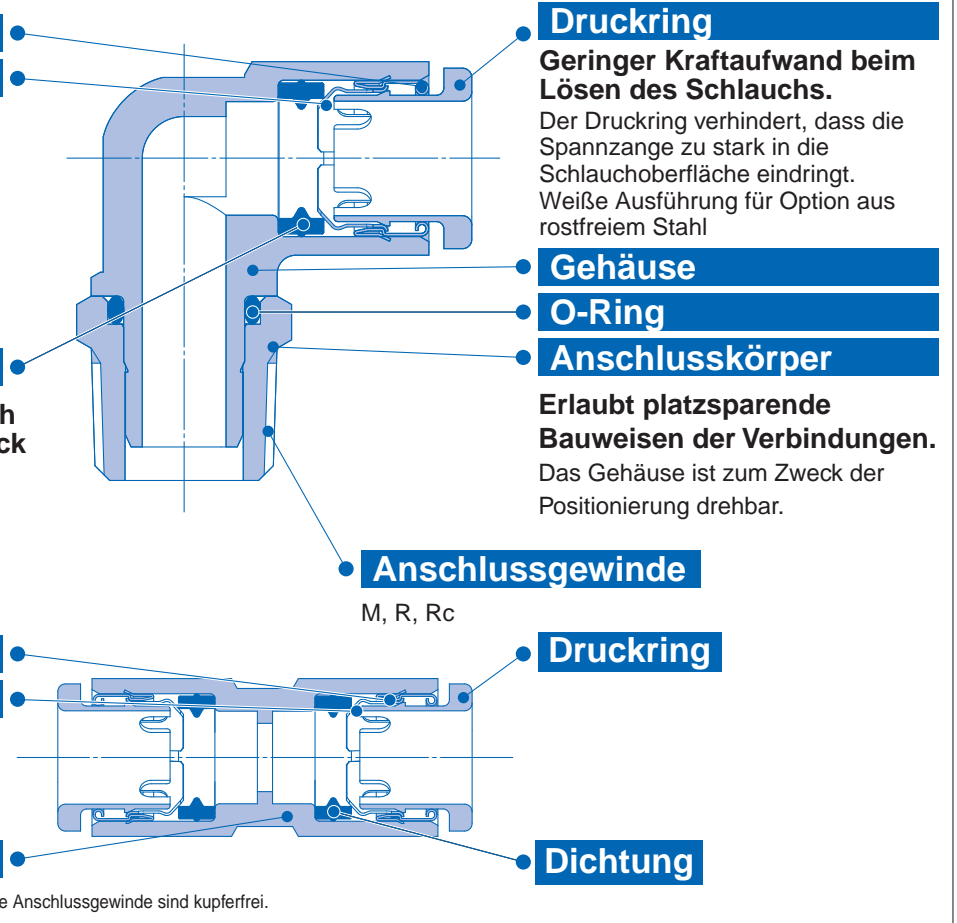 Druckring
Geringer Kraftaufwand beim
Lösen des Schlauchs.
Der Druckring verhindert, dass die
Spannzange zu stark in die
Schlauchoberfläche eindringt.
Weiße Ausführung für Option aus
rostfreiem Stahl
Gehäuse
O-Ring
Anschlusskörper
Erlaubt platzsparende
Bauweisen der Verbindungen.
Das Gehäuse ist zum Zweck der
Positionierung drehbar.
h
ck
Anschlussgewinde
M, R, Rc
Druckring
Dichtung
e Anschlussgewinde sind kupferfrei.